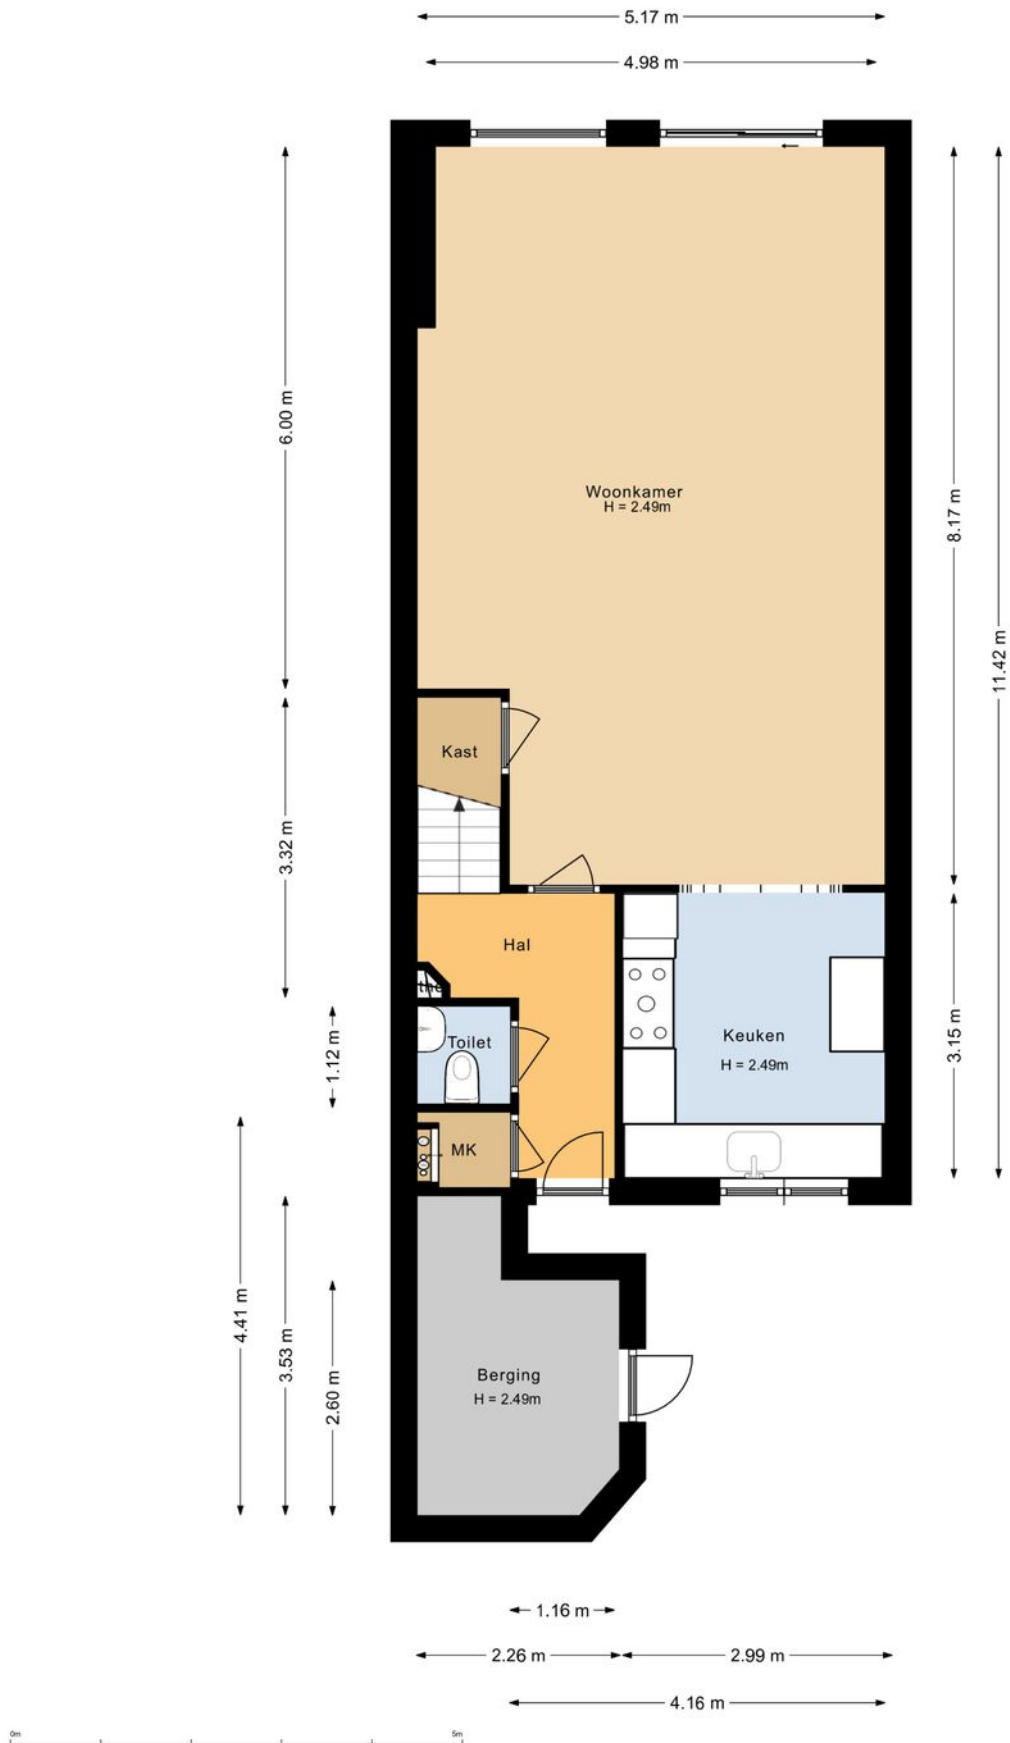 5.17 m
4.98 m
6.00 m
8.17 m
11.42 m
Woonkamer
H = 2.49m
Kast
3.32 m
Hal
Toilet
1.12 m
Keuken
H = 2.49m
3.15 m
MK
4.41 m
3.53 m
2.60 m
Berging
H = 2.49m
1.16 m
2.26 m
2.99 m
4.16 m
0m
5m